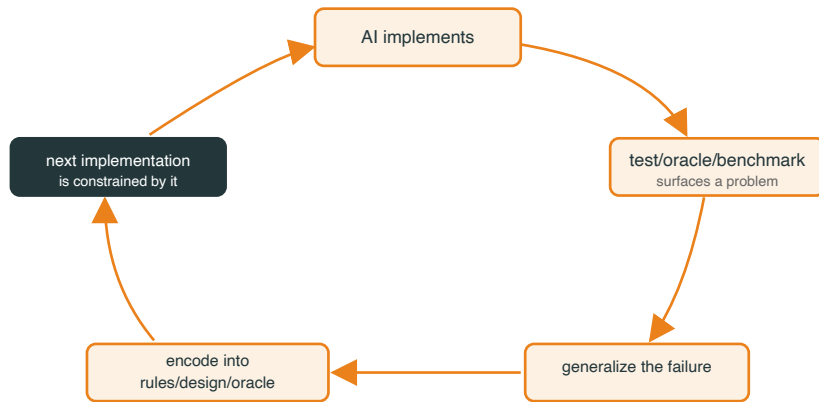 AI implements
test/oracle/benchmark
surfaces a problem
generalize the failure
encode into
rules/design/oracle
next implementation
is constrained by it